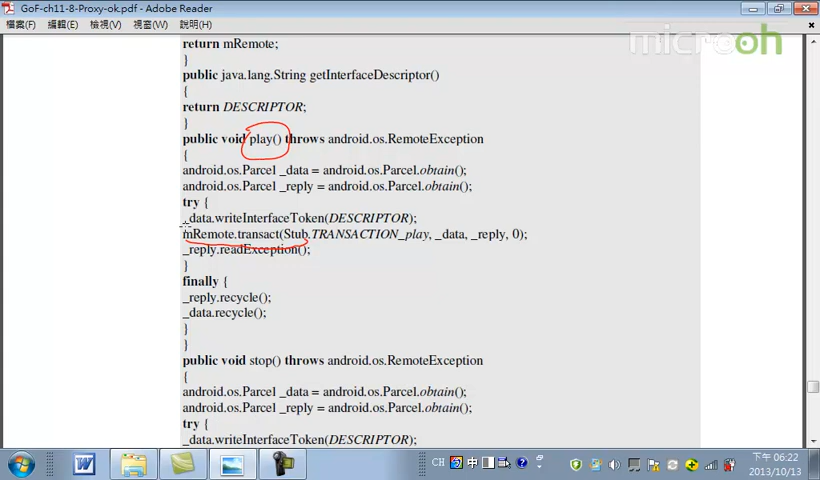 GoF-ch11-8-Proxy-ok.pdf - Adobe Reader
檔案(F) 編輯(E) 檢視(V) 視窗(W) 說明(H)
microoh
return mRemote;
}
public java.lang.String getInterfaceDescriptor()
{
return DESCRIPTOR;
}
public void play() throws android.os.RemoteException
{
android.os.Parcel _data = android.os.Parcel.obtain();
android.os.Parcel _reply = android.os.Parcel.obtain();
try {
_data.writeInterfaceToken(DESCRIPTOR);
mRemote.transact(Stub.TRANSACTION_play, _data, _reply, 0);
_reply.readException();
}
finally {
_reply.recycle();
_data.recycle();
}
}
public void stop() throws android.os.RemoteException
{
android.os.Parcel _data = android.os.Parcel.obtain();
android.os.Parcel _reply = android.os.Parcel.obtain();
try {
_data.writeInterfaceToken(DESCRIPTOR);
CH 中
下午 06:22
2013/10/13